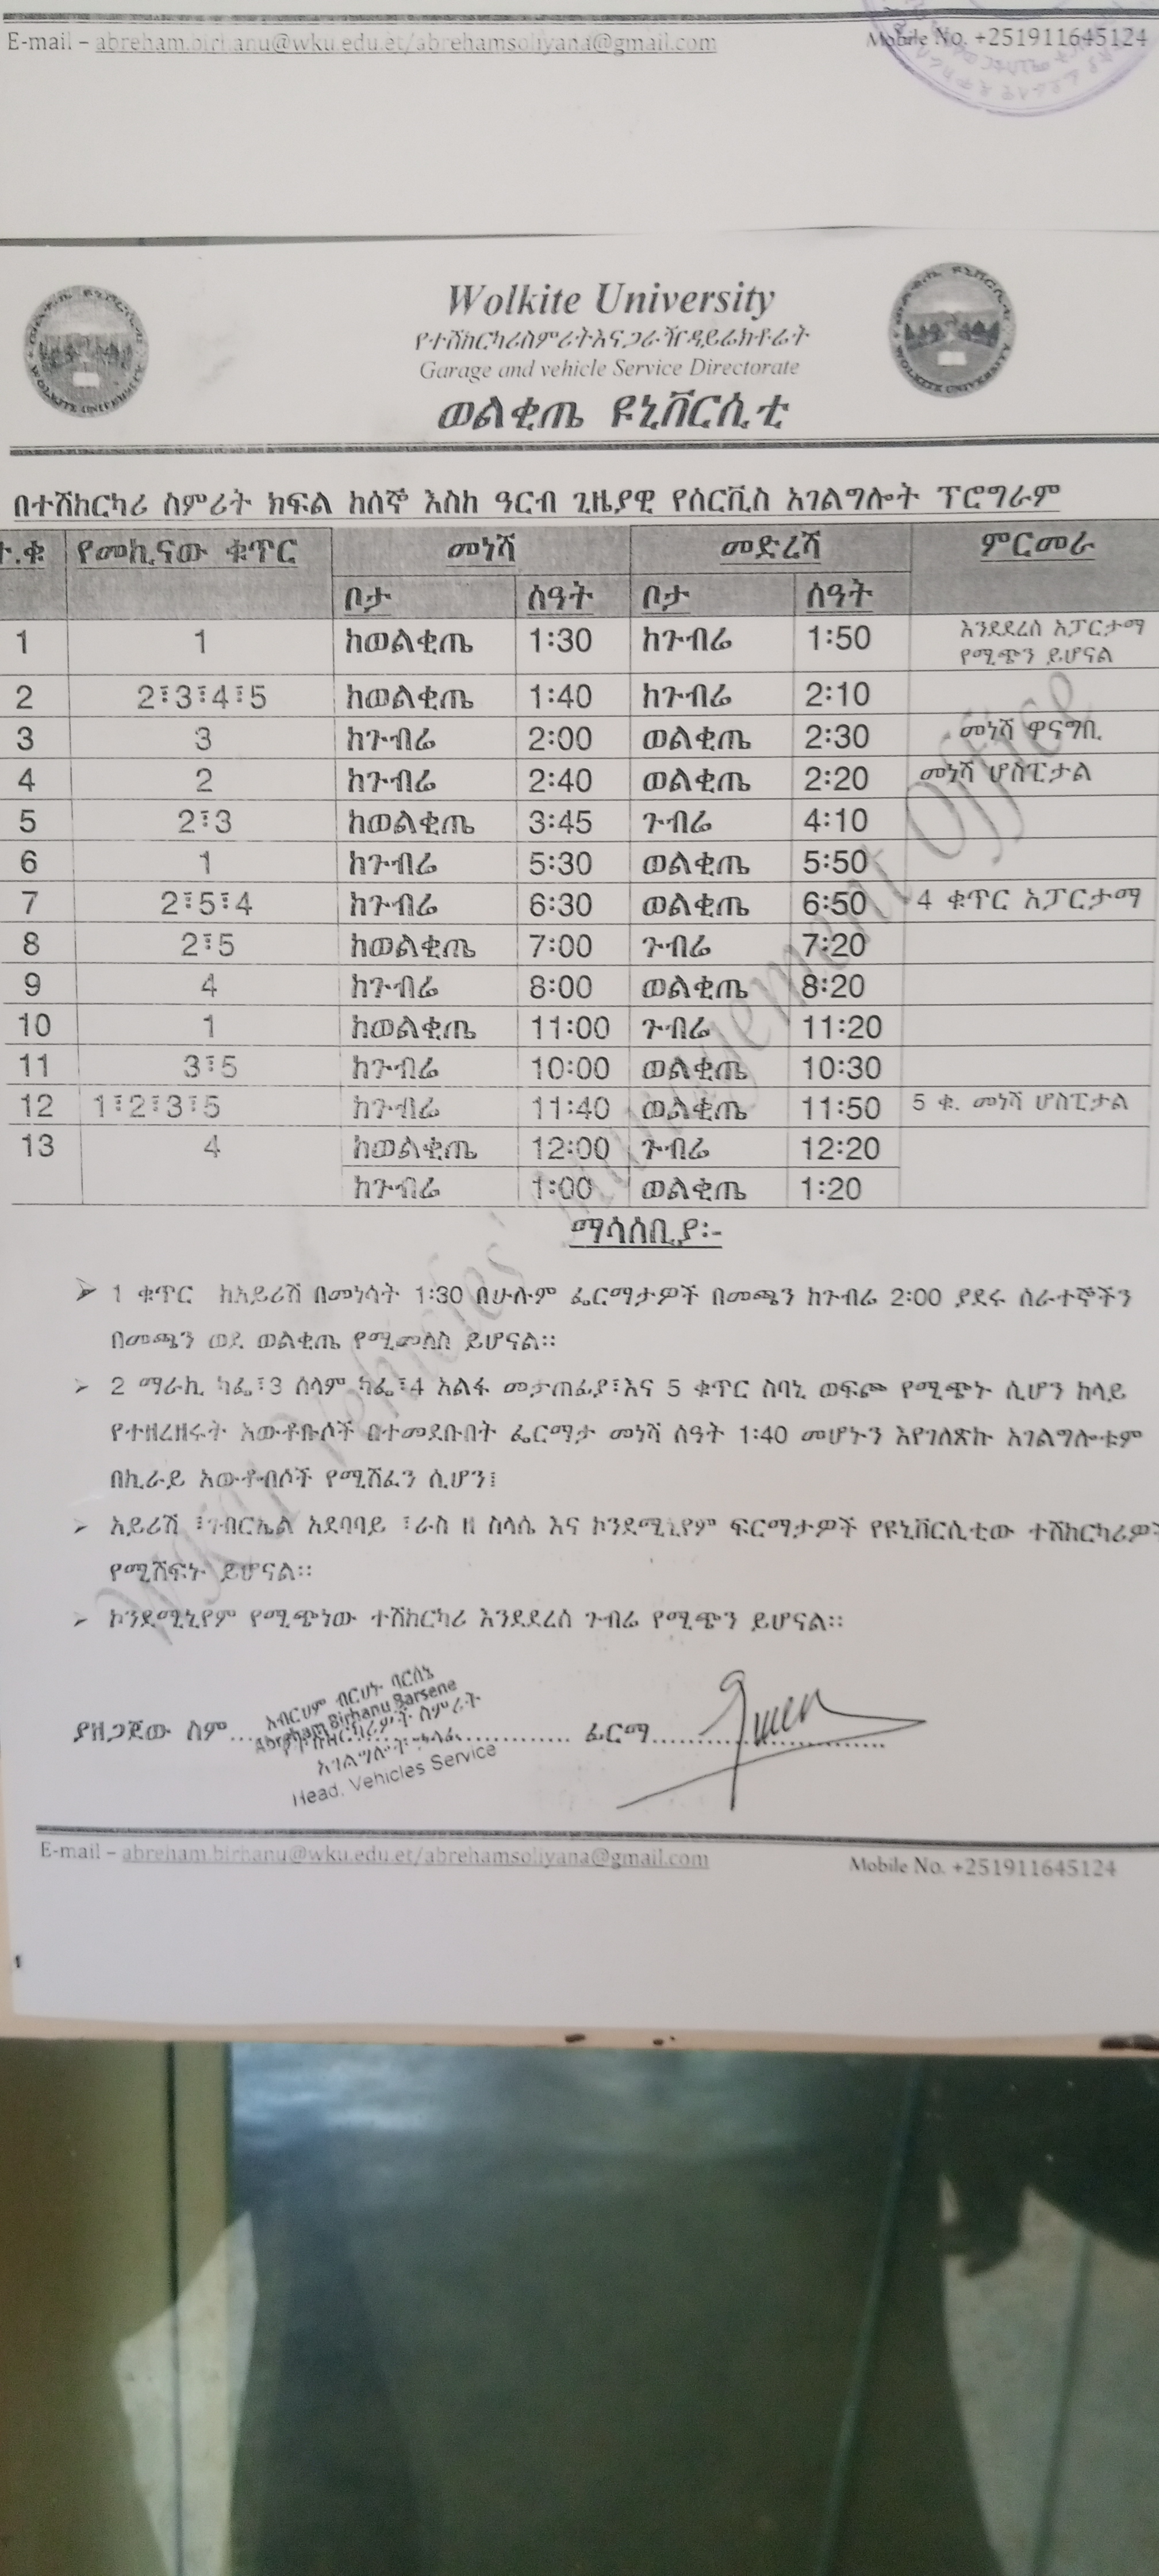 E-mail – abreham.birhanu@wku.edu.et/abrehamsoliyana@gmail.com Mobile No. +251911645124
Wolkite University
የተሽከርካሪስምሪትእናጋራዥዳይሬክቶሬት
Garage and vehicle Service Directorate
ወልቂጤ ዩኒቨርሲቲ
በተሽከርካሪ ስምሪት ክፍል ከሰኞ እስከ ዓርብ ጊዜያዊ የሰርቪስ አገልግሎት ፕሮግራም
ተ.ቁ የመኪናው ቁጥር መነሻ መድረሻ ምርመራ
ቦታ ሰዓት ቦታ ሰዓት
1 1 ከወልቂጤ 1:30 ከጉብሬ 1:50 እንደደረሰ አፓርታማ
የሚጭን ይሆናል
2 2፣3፣4፣5 ከወልቂጤ 1:40 ከጉብሬ 2:10
3 3 ከጉብሬ 2:00 ወልቂጤ 2:30 መነሻ ዋናግቢ
4 2 ከጉብሬ 2:40 ወልቂጤ 2:20 መነሻ ሆስፒታል
5 2፣3 ከወልቂጤ 3:45 ጉብሬ 4:10
6 1 ከጉብሬ 5:30 ወልቂጤ 5:50
7 2፣5፣4 ከጉብሬ 6:30 ወልቂጤ 6:50 4 ቁጥር አፓርታማ
8 2፣5 ከወልቂጤ 7:00 ጉብሬ 7:20
9 4 ከጉብሬ 8:00 ወልቂጤ 8:20
10 1 ከወልቂጤ 11:00 ጉብሬ 11:20
11 3፣5 ከጉብሬ 10:00 ወልቂጤ 10:30
12 1፣2፣3፣5 ከጉብሬ 11:40 ወልቂጤ 11:50 5 ቁ. መነሻ ሆስፒታል
13 4 ከወልቂጤ 12:00 ጉብሬ 12:20
ከጉብሬ 1:00 ወልቂጤ 1:20
ማሳሰቢያ፡-
➢ 1 ቁጥር ከአይሪሽ በመነሳት 1:30 በሁሉም ፌርማታዎች በመጫን ከጉብሬ 2:00 ያደሩ ሰራተኞችን
በመጫን ወደ ወልቂጤ የሚመለስ ይሆናል።
➢ 2 ማራኪ ካፌ፣3 ሰላም ካፌ፣4 አልፋ መታጠፊያ፣እና 5 ቁጥር ስባኒ ወፍጮ የሚጭኑ ሲሆን ከላይ
የተዘረዘሩት አውቶቡሶች በተመደቡበት ፌርማታ መነሻ ሰዓት 1:40 መሆኑን እየገለጽኩ አገልግሎቱም
በኪራይ አውቶብሶች የሚሸፈን ሲሆን፤
➢ አይሪሽ ፣ገብርኤል አደባባይ ፣ራስ ዘ ስላሴ እና ኮንደሚኒየም ፍርማታዎች የዩኒቨርሲቲው
የሚሸፍኑ ይሆናል።
➢ ኮንደሚኒየም የሚጭነው ተሽከርካሪ እንደደረሰ ጉብሬ የሚጭን ይሆናል።
ያዘጋጀው ስም ፊርማ
አብርሀም ብርሀኑ ባርሰኔ
Abreham Birhanu Barsene
Head, Vehicles Service
E-mail – abreham.birhanu@wku.edu.et/abrehamsoliyana@gmail.com Mobile No. +251911645124
WKU Vehicles' Management Office